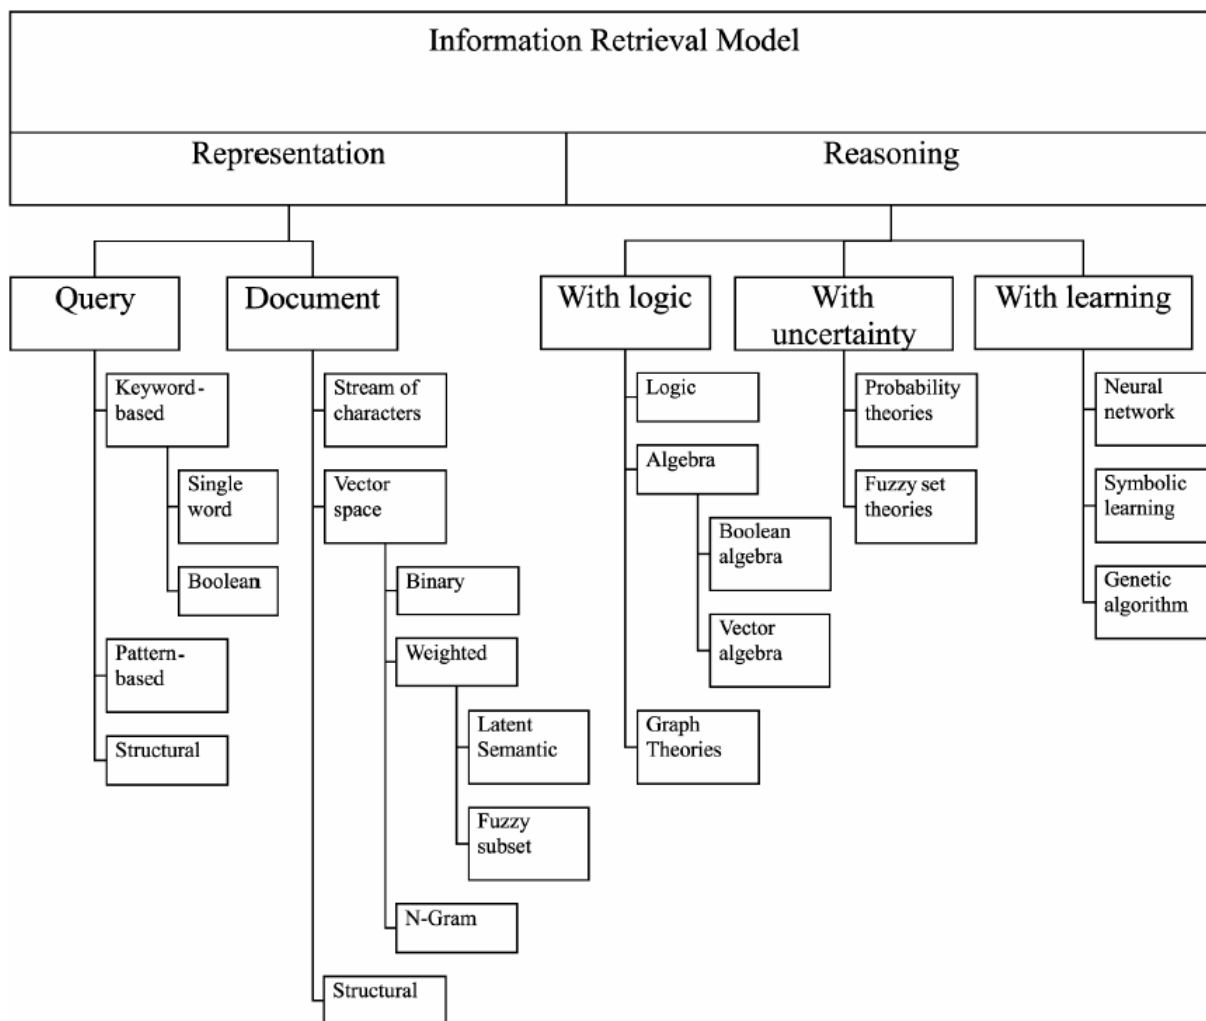 Information Retrieval Model
Representation
Reasoning
Query
Document
With logic
With
uncertainty
With learning
Keyword-
based
Single
word
Boolean
Pattern-
based
Structural
Stream of
characters
Vector
space
Binary
Weighted
Latent
Semantic
Fuzzy
subset
N-Gram
Structural
Logic
Algebra
Boolean
algebra
Vector
algebra
Graph
Theories
Probability
theories
Fuzzy set
theories
Neural
network
Symbolic
learning
Genetic
algorithm